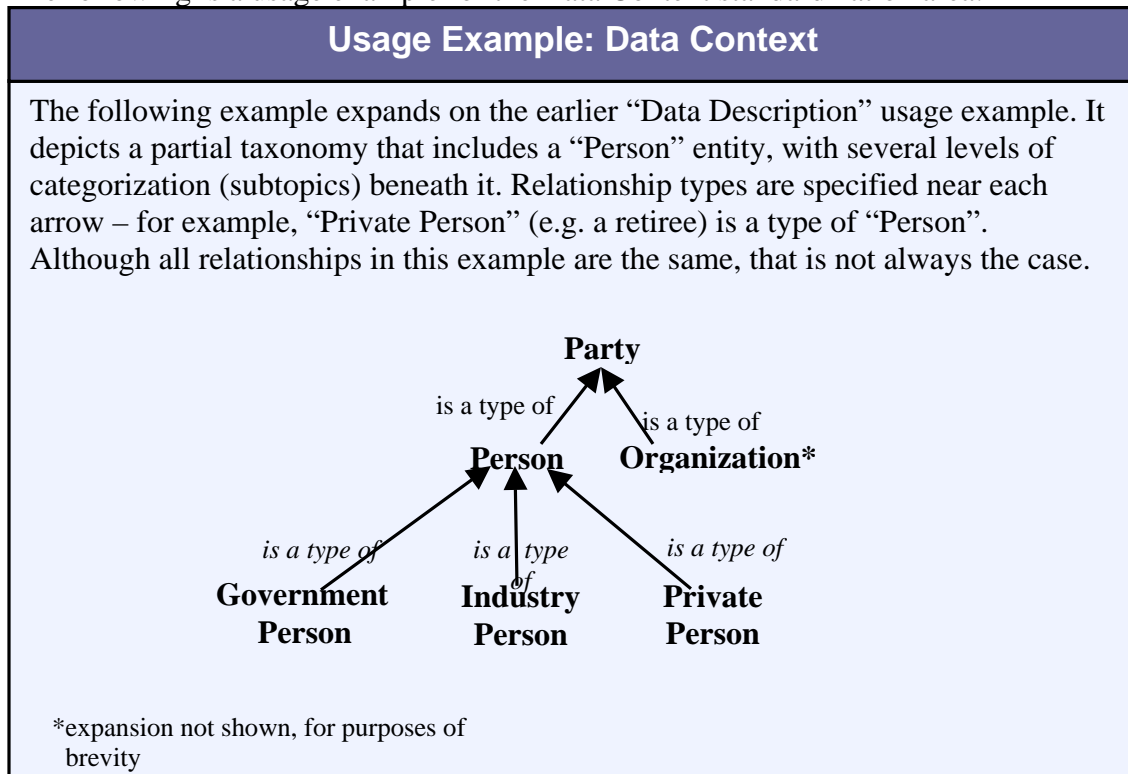 Usage Example: Data Context
The following example expands on the earlier “Data Description” usage example. It
depicts a partial taxonomy that includes a “Person” entity, with several levels of
categorization (subtopics) beneath it. Relationship types are specified near each
arrow – for example, “Private Person” (e.g. a retiree) is a type of “Person”.
Although all relationships in this example are the same, that is not always the case.
Party
is a type of
is a type of
Person
Organization*
is a type of
is a type
of
is a type of
Government
Person
Industry
Person
Private
Person
*expansion not shown, for purposes of
brevity